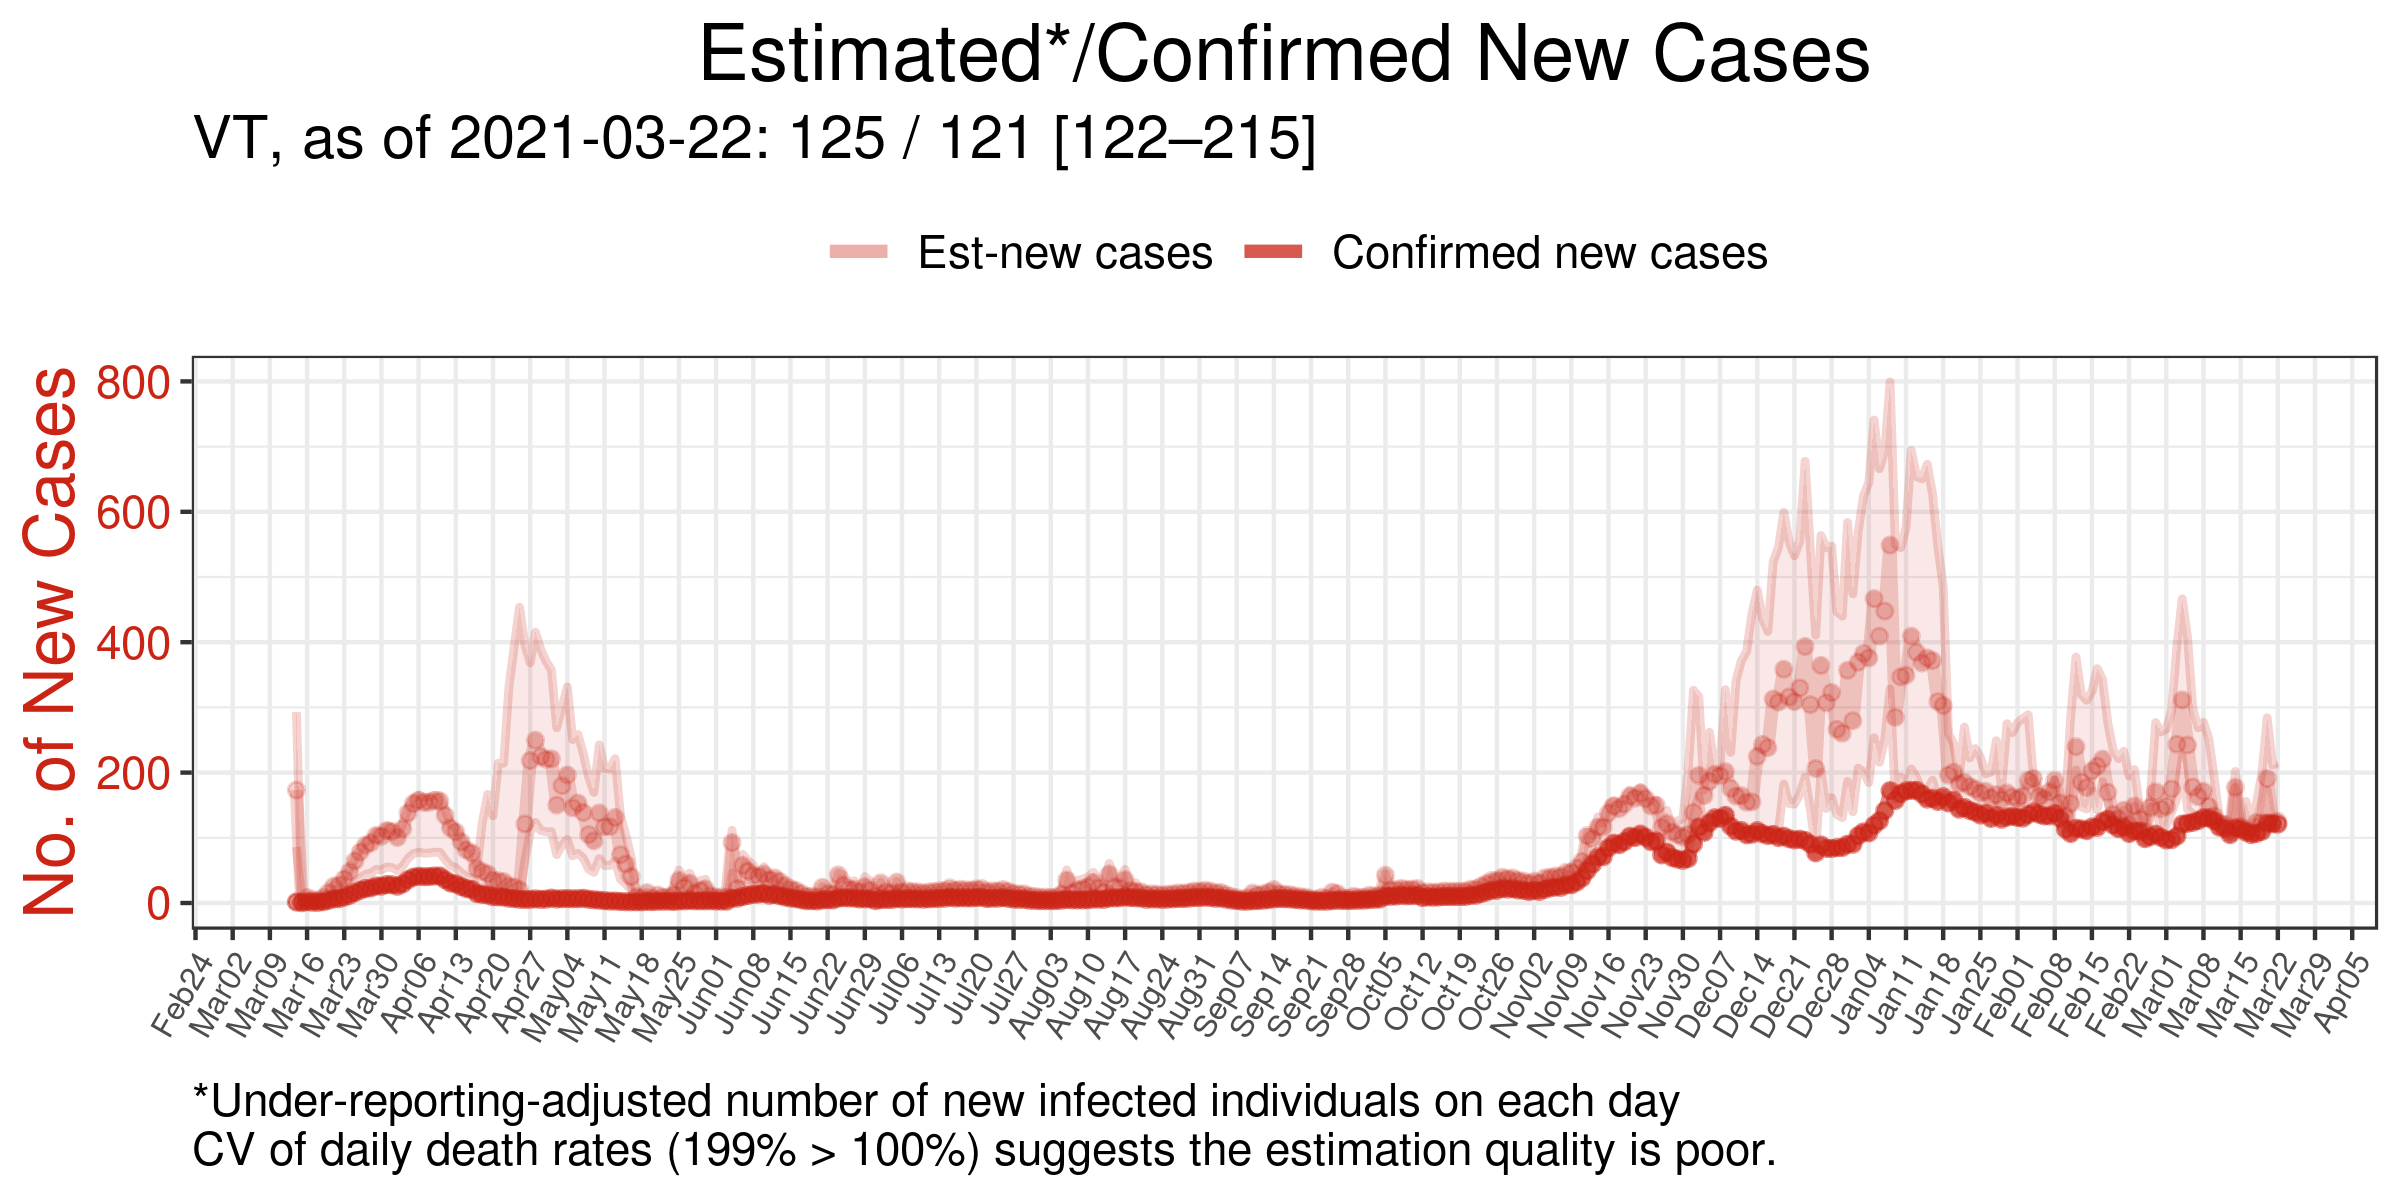 Estimated*/Confirmed New Cases
VT, as of 2021-03-22: 125 / 121 [122–215]
Est-new cases
Confirmed new cases
No. of New Cases
800
600
400
200
0
Feb24
Mar02
Mar09
Mar16
Mar23
Mar30
Apr06
Apr13
Apr20
Apr27
May04
May11
May18
May25
Jun01
Jun08
Jun15
Jun22
Jun29
Jul06
Jul13
Jul20
Jul27
Aug03
Aug10
Aug17
Aug24
Aug31
Sep07
Sep14
Sep21
Sep28
Oct05
Oct12
Oct19
Oct26
Nov02
Nov09
Nov16
Nov23
Nov30
Dec07
Dec14
Dec21
Dec28
Jan04
Jan11
Jan18
Jan25
Feb01
Feb08
Feb15
Feb22
Mar01
Mar08
Mar15
Mar22
Mar29
Apr05
*Under-reporting-adjusted number of new infected individuals on each day
CV of daily death rates (199% > 100%) suggests the estimation quality is poor.